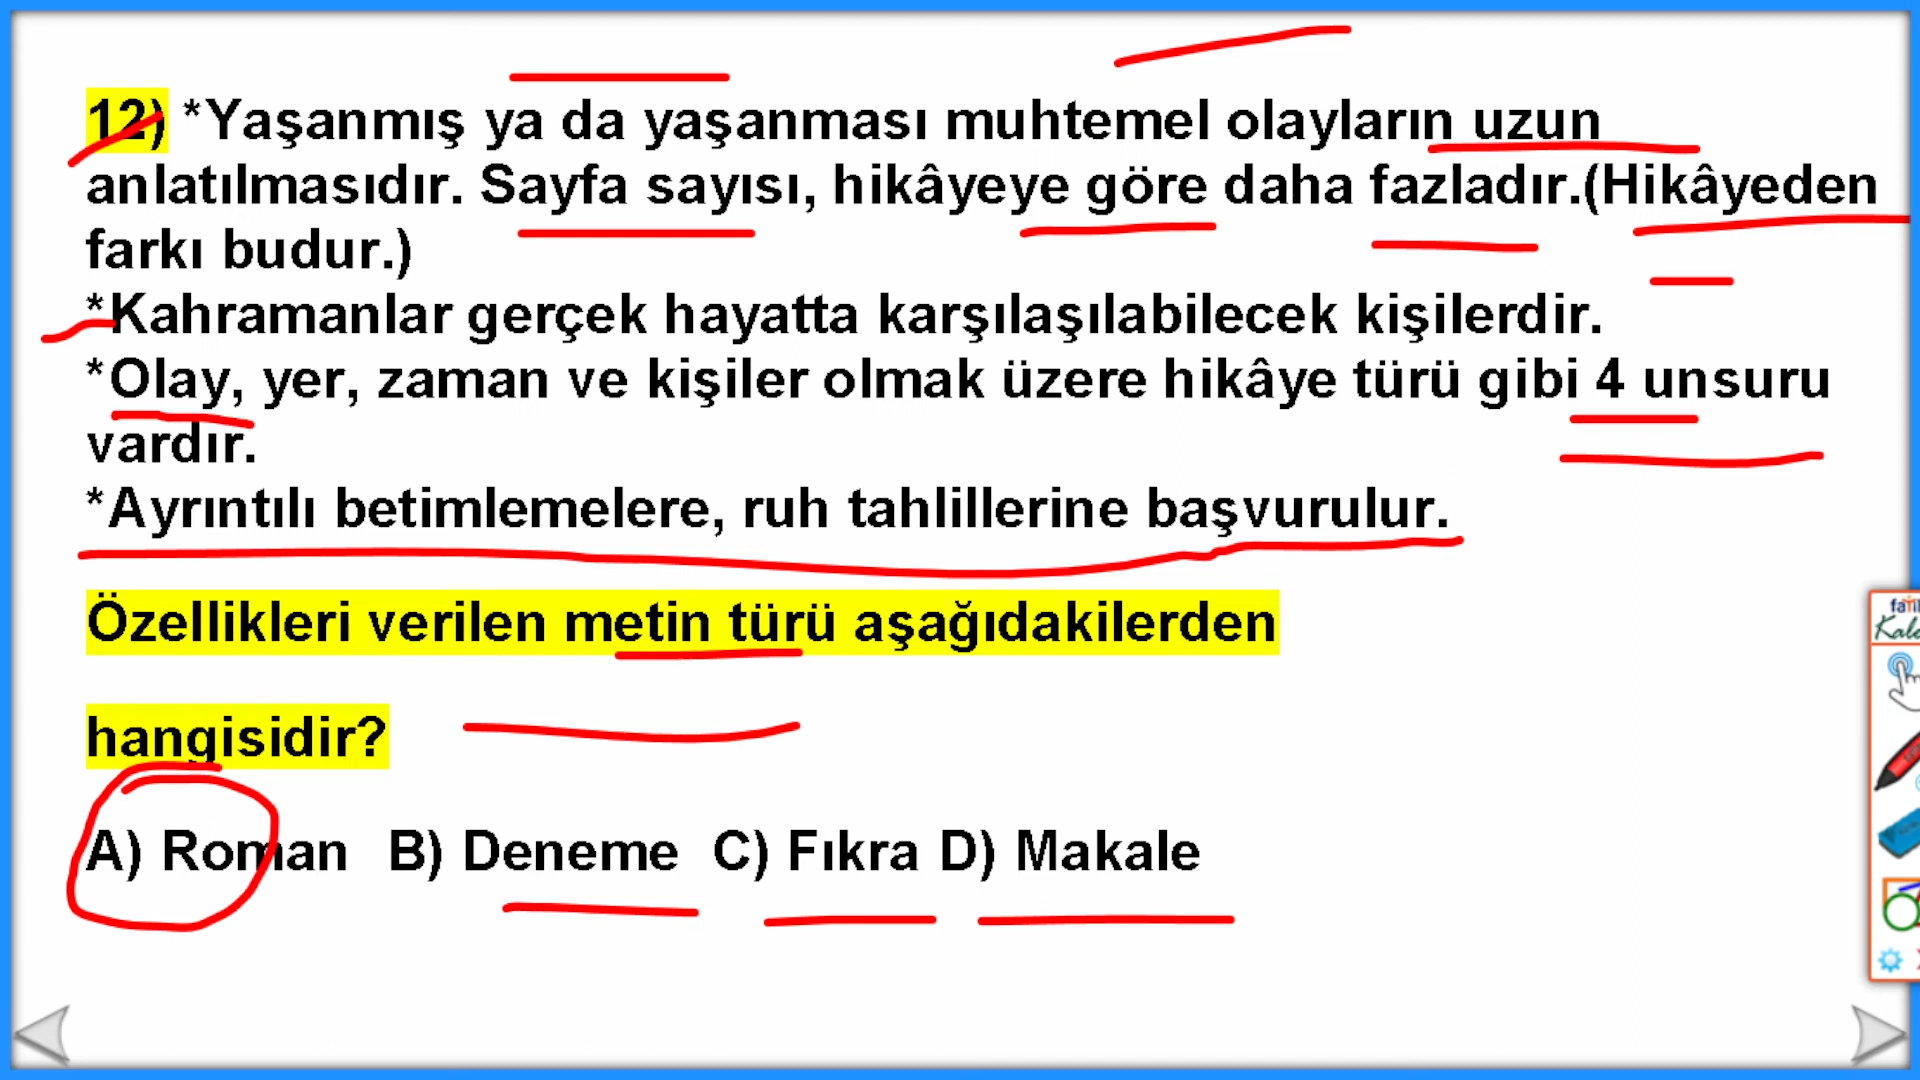 12) *Yaşanmış ya da yaşanması muhtemel olayların uzun
anlatılmasıdır. Sayfa sayısı, hikâyeye göre daha fazladır.(Hikâyeden
farkı budur.)
*Kahramanlar gerçek hayatta karşılaşılabilecek kişilerdir.
*Olay, yer, zaman ve kişiler olmak üzere hikâye türü gibi 4 unsuru
vardır.
*Ayrıntılı betimlemelere, ruh tahlillerine başvurulur.
Özellikleri verilen metin türü aşağıdakilerden
hangisidir?
A) Roman B) Deneme C) Fıkra D) Makale